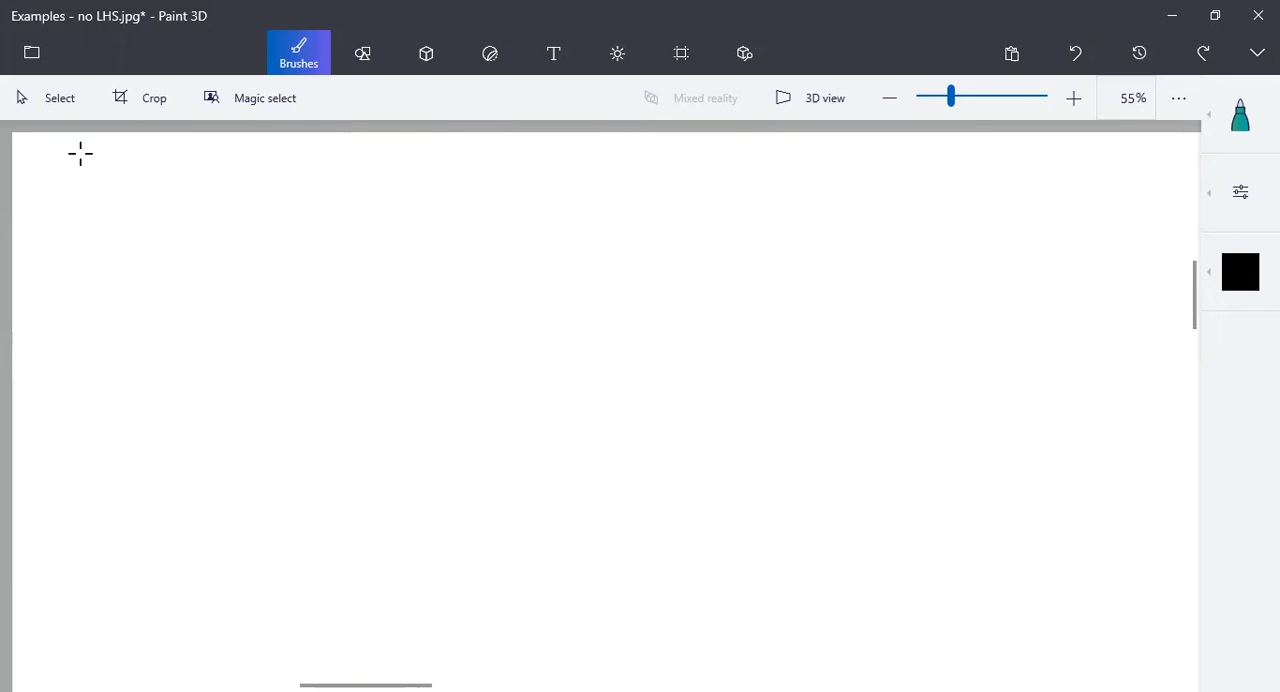 Examples - no LHS.jpg* - Paint 3D
Brushes
Select Crop Magic select Mixed reality 3D view 55%